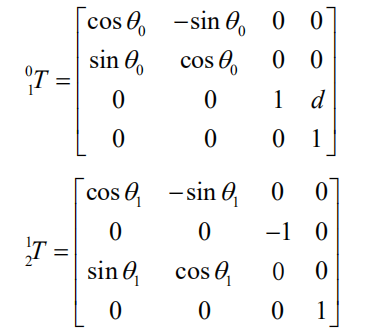 ⁰₁T = [ cos θ₀ −sin θ₀ 0 0
sin θ₀ cos θ₀ 0 0
0 0 1 d
0 0 0 1 ]
¹₂T = [ cos θ₁ −sin θ₁ 0 0
0 0 −1 0
sin θ₁ cos θ₁ 0 0
0 0 0 1 ]